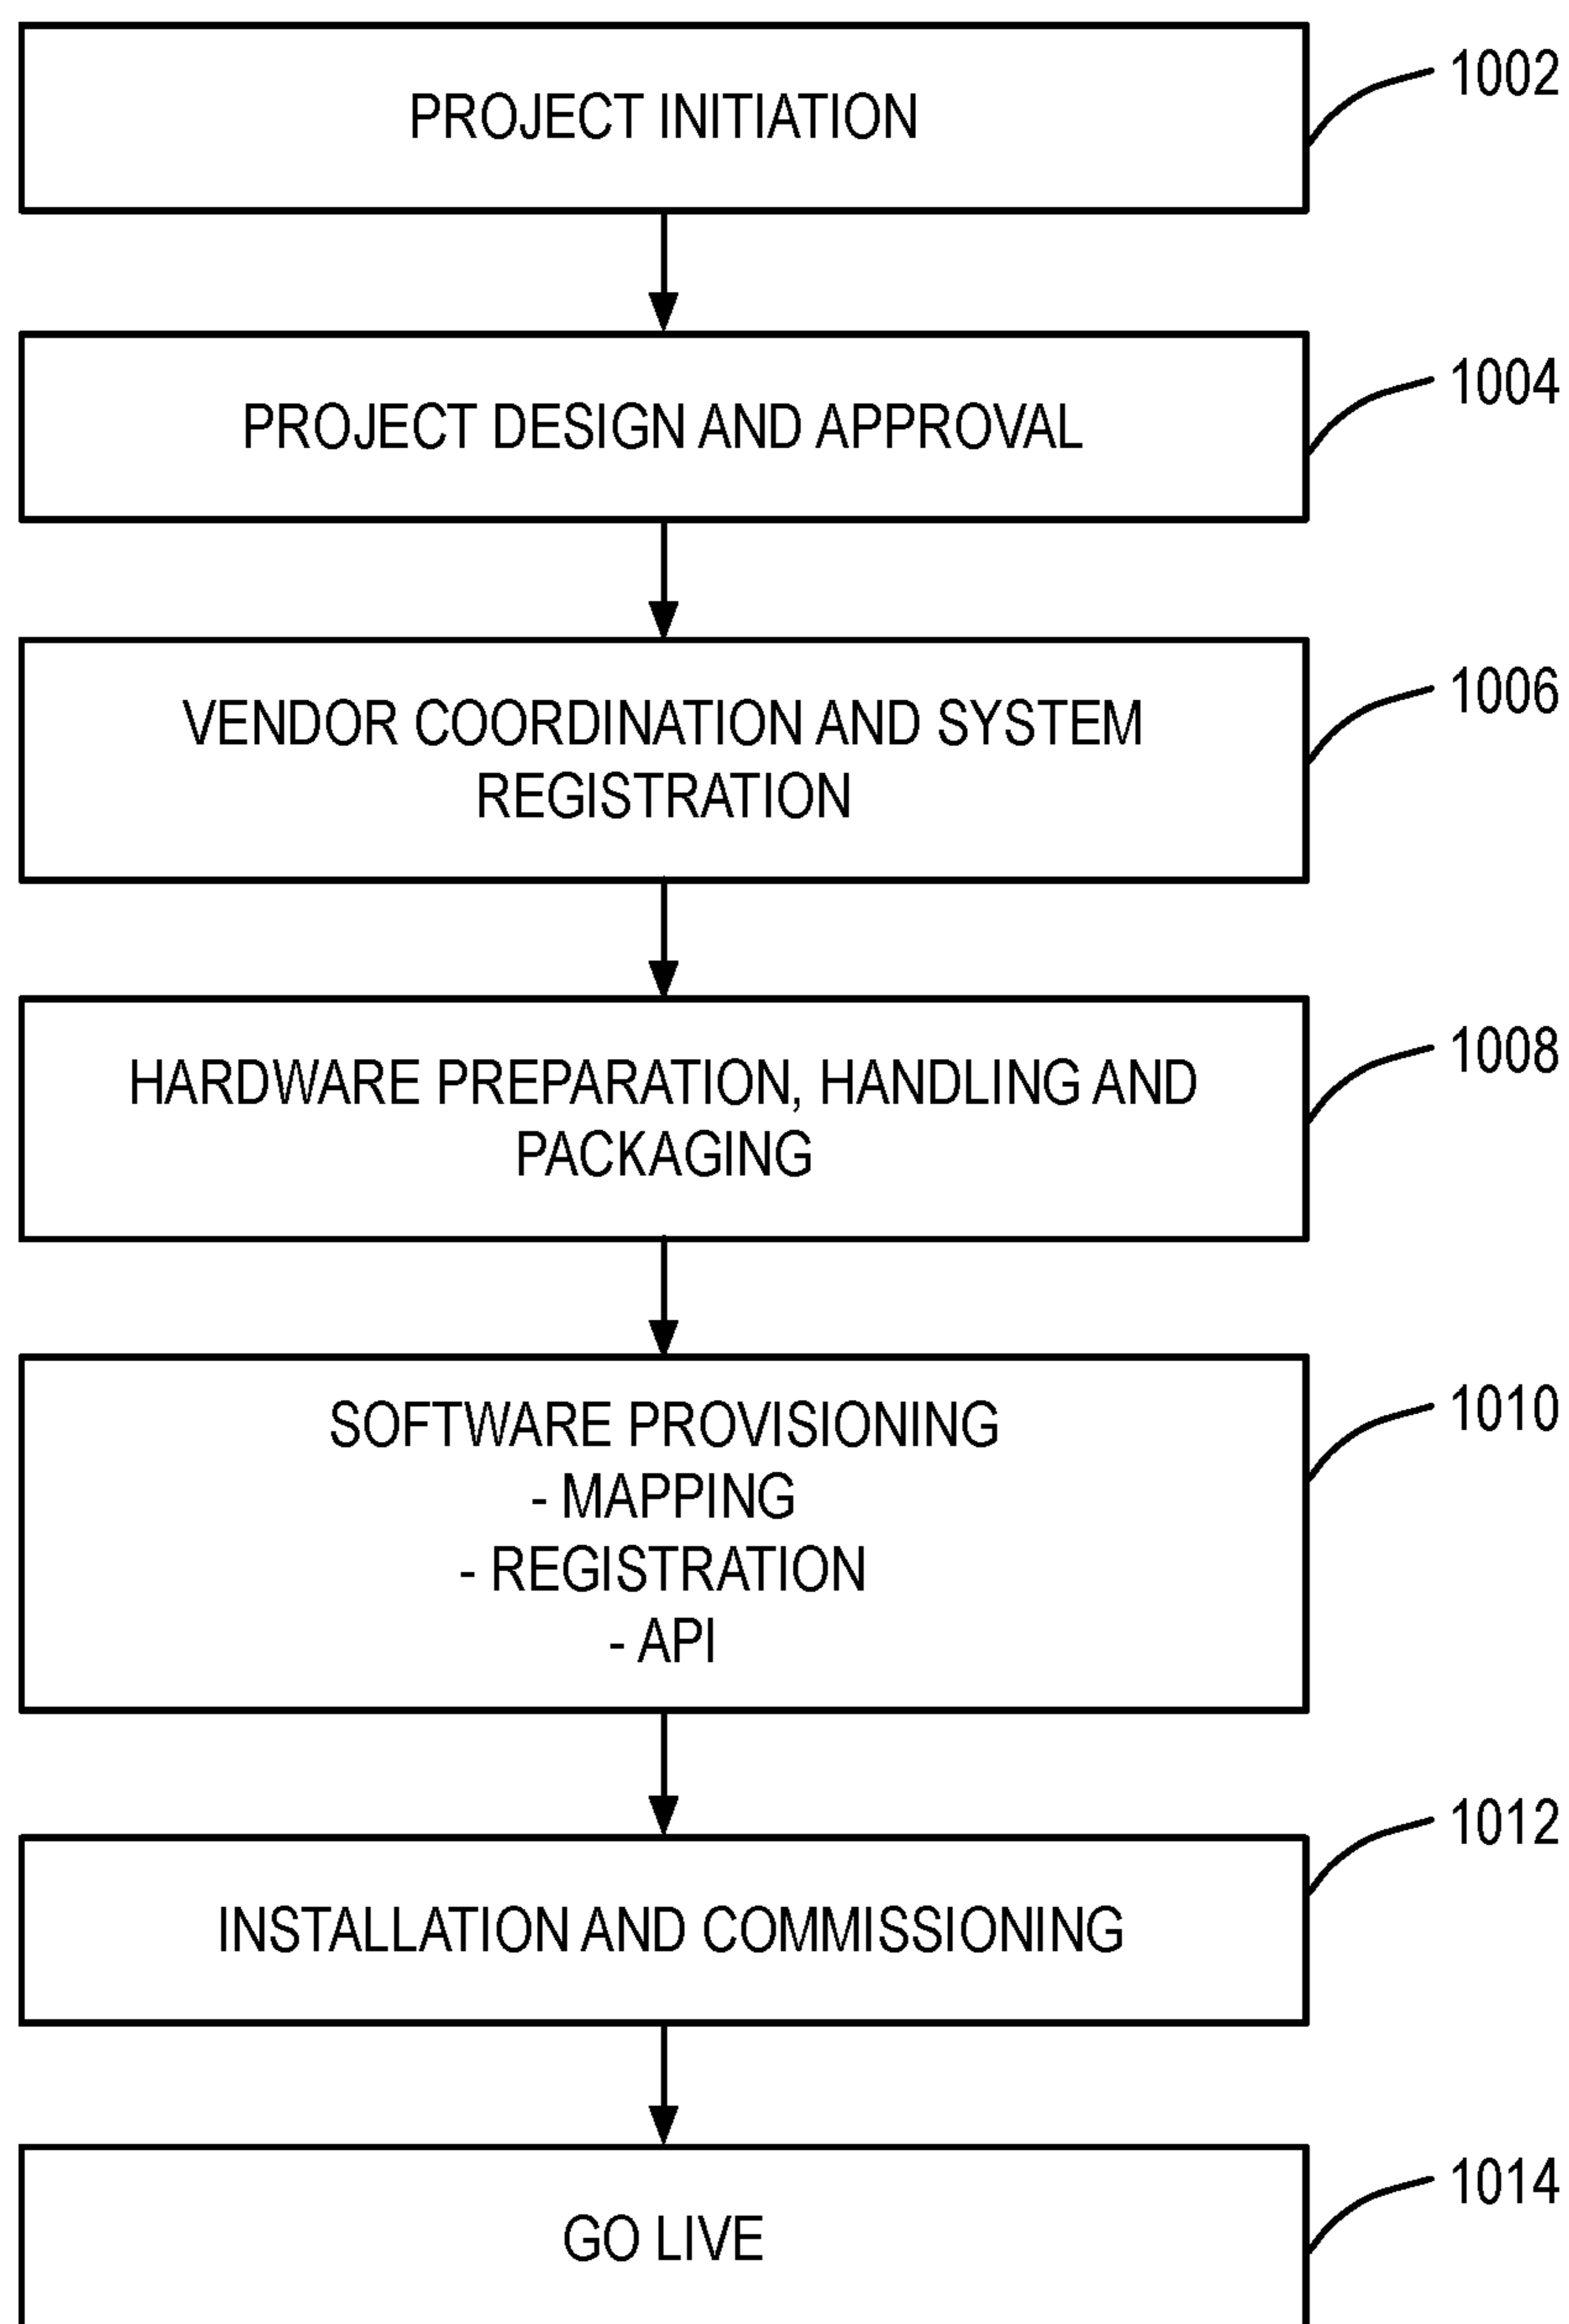 PROJECT INITIATION
1002
PROJECT DESIGN AND APPROVAL
1004
VENDOR COORDINATION AND SYSTEM
REGISTRATION
1006
HARDWARE PREPARATION, HANDLING AND
PACKAGING
1008
SOFTWARE PROVISIONING
- MAPPING
- REGISTRATION
- API
1010
INSTALLATION AND COMMISSIONING
1012
GO LIVE
1014